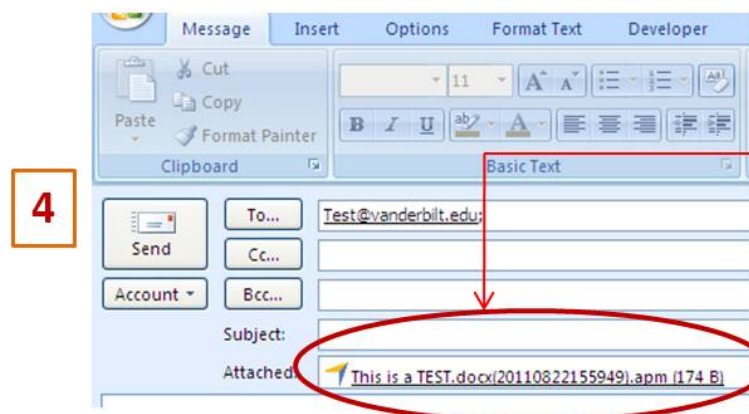 Message Insert Options Format Text Developer
Cut
Copy
Paste
Format Painter
11
B I U
Clipboard
Basic Text
4
To... Test@vanderbilt.edu;
Send
Cc...
Account
Bcc...
Subject:
Attached: This is a TEST.docx(20110822155949).apm (174 B)